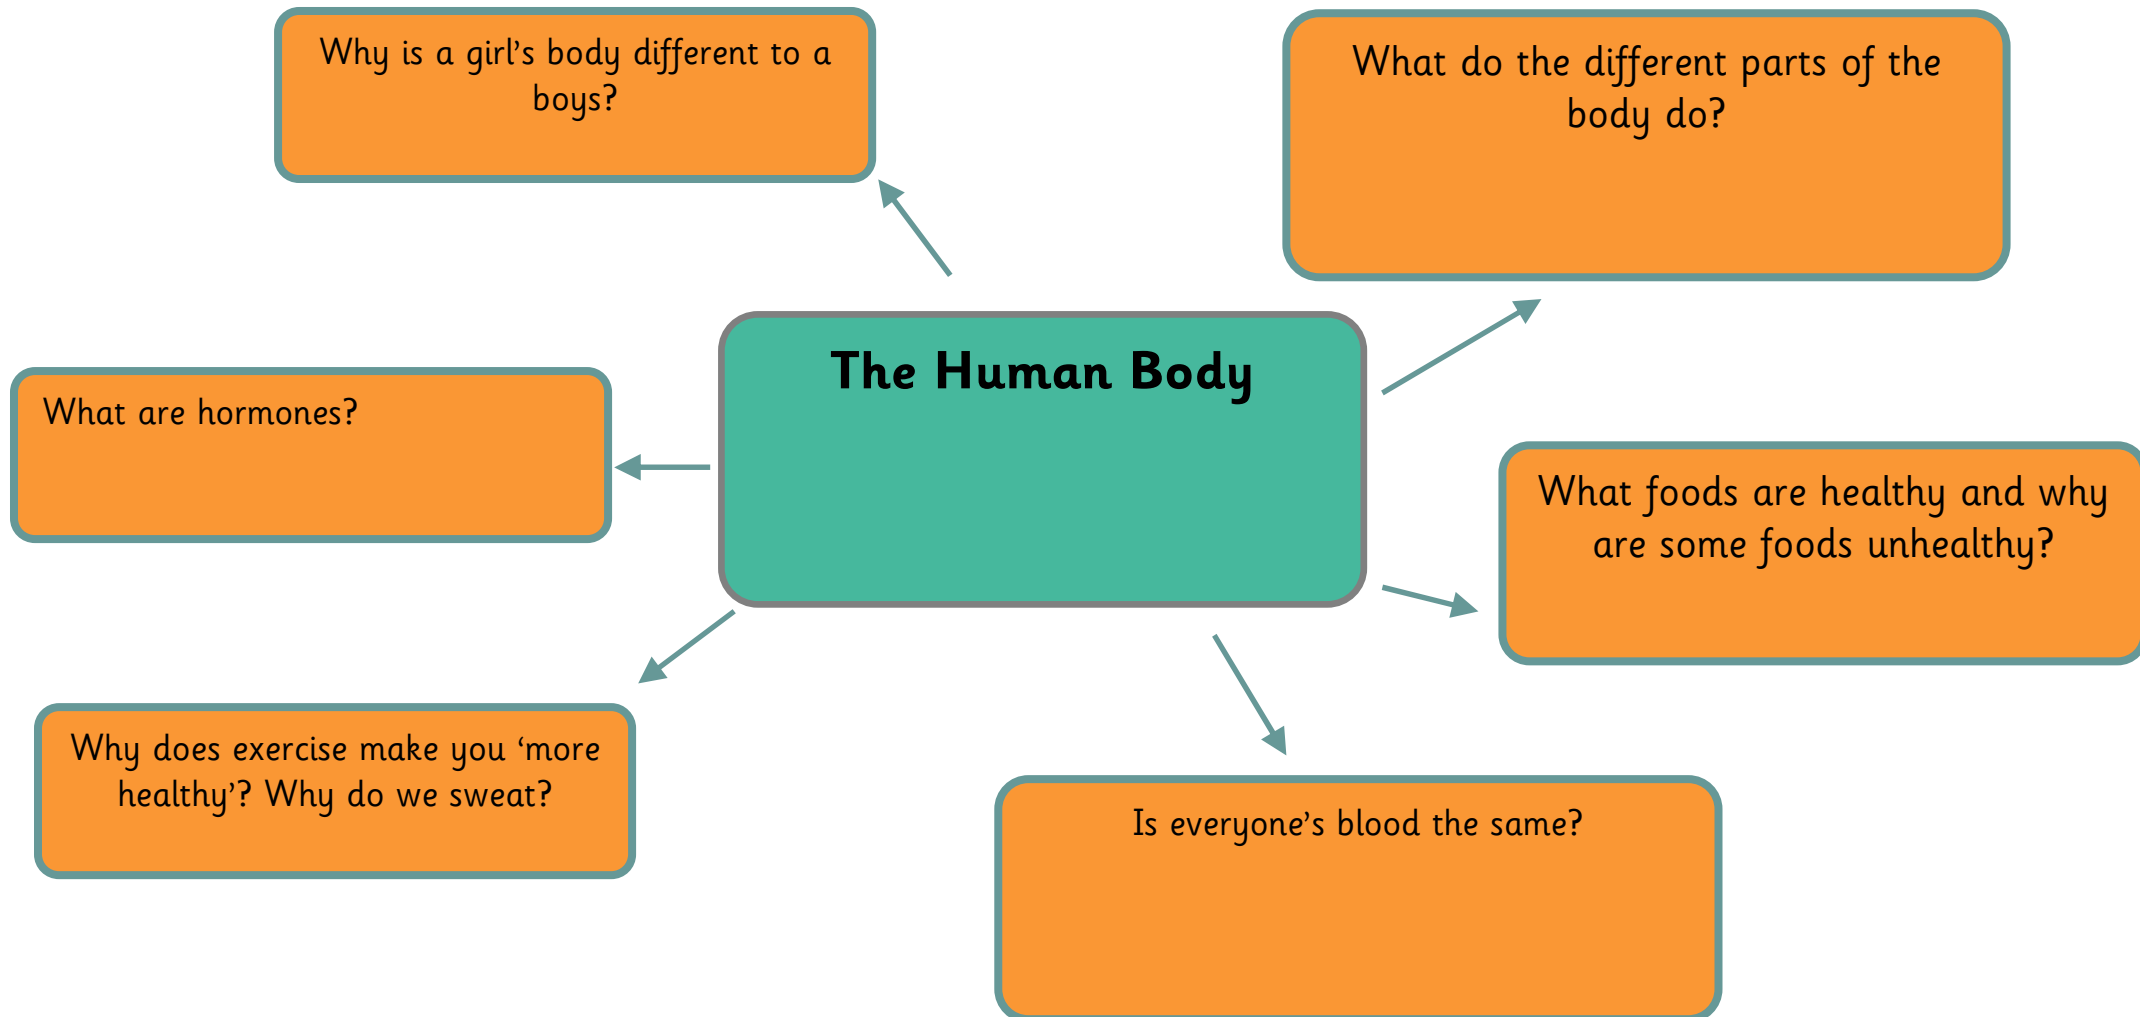 Why is a girl's body different to a
boys?
What do the different parts of the
body do?
The Human Body
What are hormones?
What foods are healthy and why
are some foods unhealthy?
Why does exercise make you ‘more
healthy’? Why do we sweat?
Is everyone's blood the same?